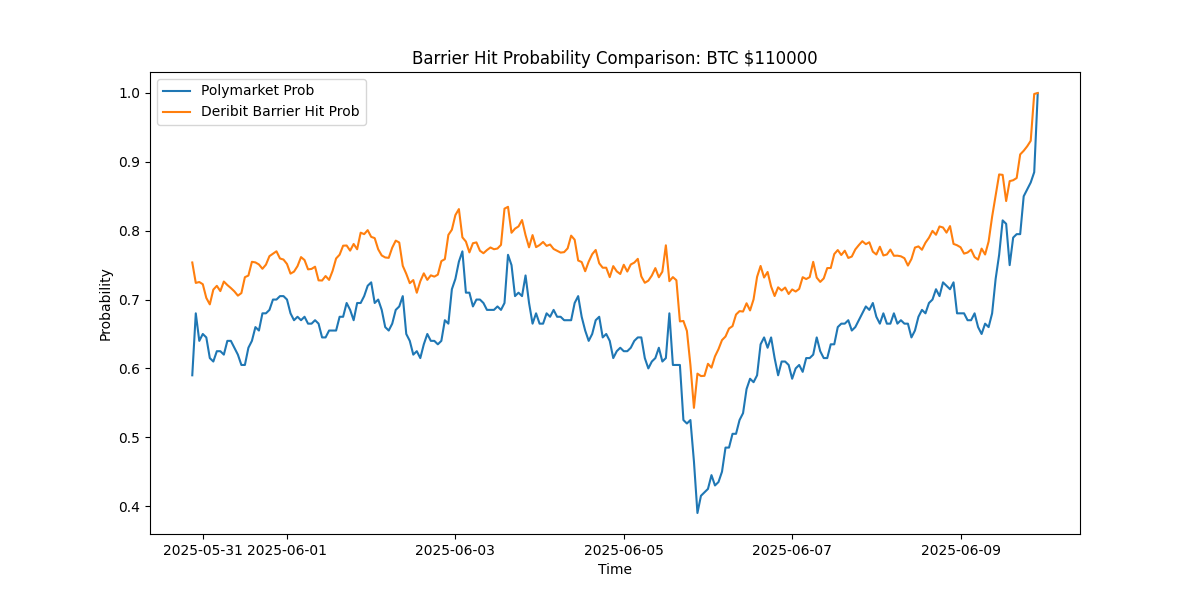 Barrier Hit Probability Comparison: BTC $110000
Polymarket Prob
Deribit Barrier Hit Prob
Probability
1.0
0.9
0.8
0.7
0.6
0.5
0.4
2025-05-31 2025-06-01 2025-06-03 2025-06-05 2025-06-07 2025-06-09
Time